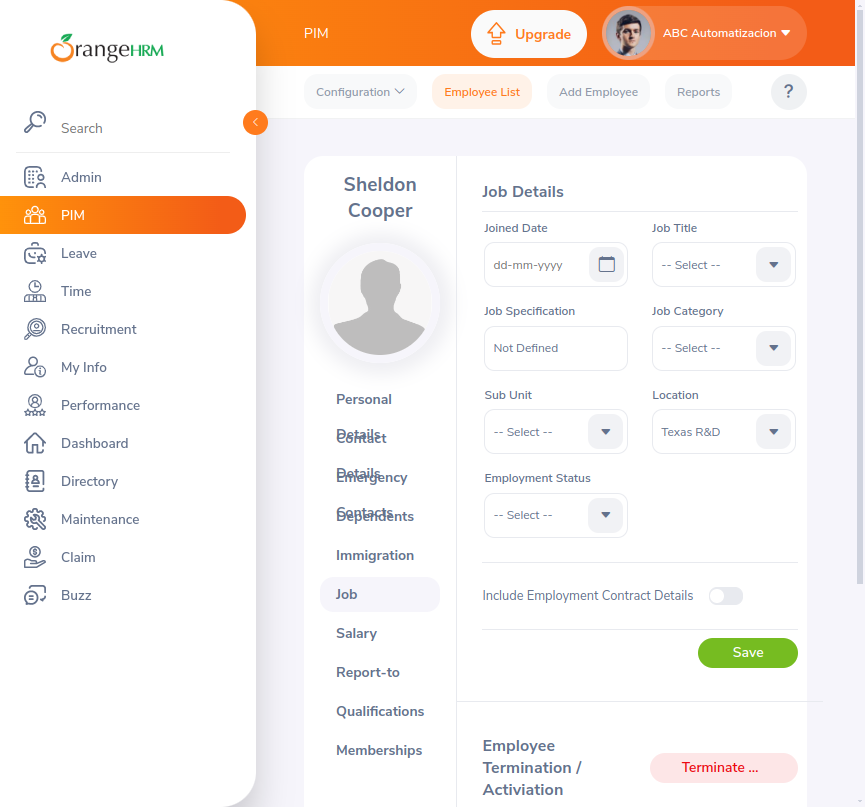 OrangeHRM
Search
Admin
PIM
Leave
Time
Recruitment
My Info
Performance
Dashboard
Directory
Maintenance
Claim
Buzz
PIM
Upgrade
ABC Automatizacion
Configuration
Employee List
Add Employee
Reports
?
Sheldon
Cooper
Personal
Details
Contact
Details
Emergency
Contacts
Dependents
Immigration
Job
Salary
Report-to
Qualifications
Memberships
Job Details
Joined Date
Job Title
dd-mm-yyyy
-- Select --
Job Specification
Job Category
Not Defined
-- Select --
Sub Unit
Location
-- Select --
Texas R&D
Employment Status
-- Select --
Include Employment Contract Details
Save
Employee
Termination /
Activiation
Terminate ...